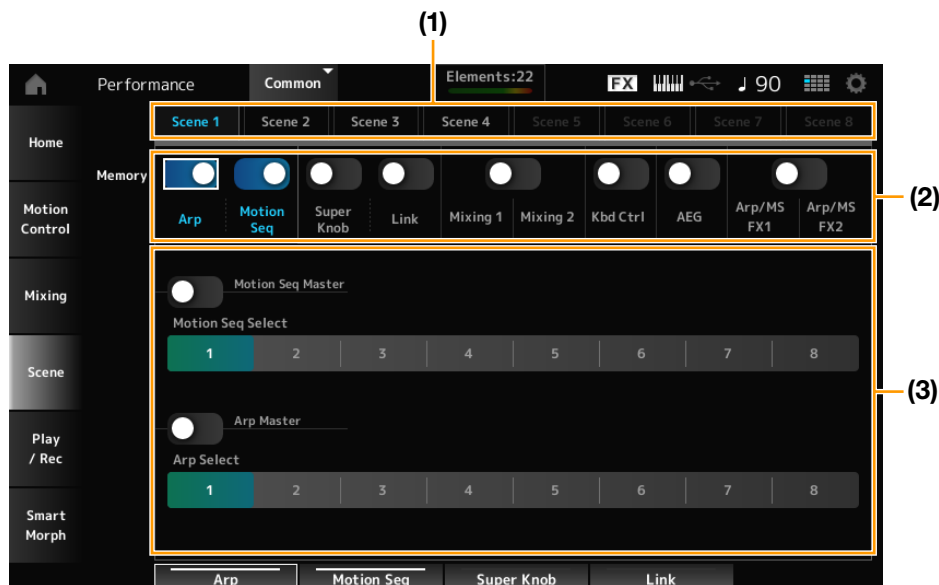 (1)
Performance Common Elements:22 FX ♩ 90
Scene 1 Scene 2 Scene 3 Scene 4 Scene 5 Scene 6 Scene 7 Scene 8
Home
Memory
(2)
Arp Motion Seq Super Knob Link Mixing 1 Mixing 2 Kbd Ctrl AEG Arp/MS FX1 Arp/MS FX2
Motion Control
Motion Seq Master
Mixing
Motion Seq Select
1 2 3 4 5 6 7 8
Scene
(3)
Arp Master
Play / Rec
Arp Select
1 2 3 4 5 6 7 8
Smart Morph
Arp Motion Seq Super Knob Link